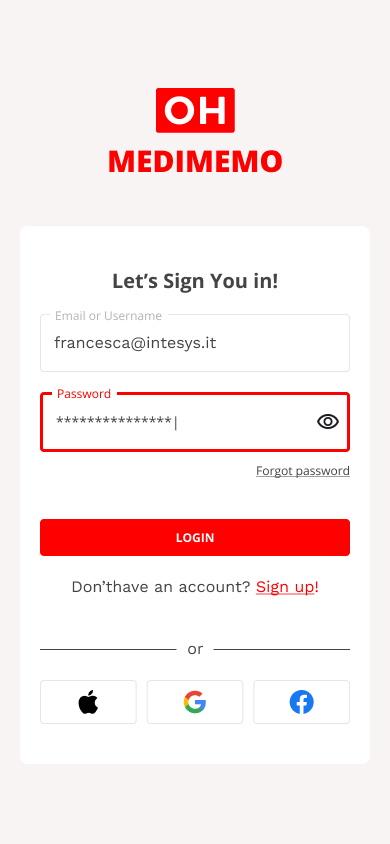 OH
MEDIMEMO
Let's Sign You in!
Email or Username
francesca@intesys.it
Password
***************|
Forgot password
LOGIN
Don'thave an account? Sign up!
or